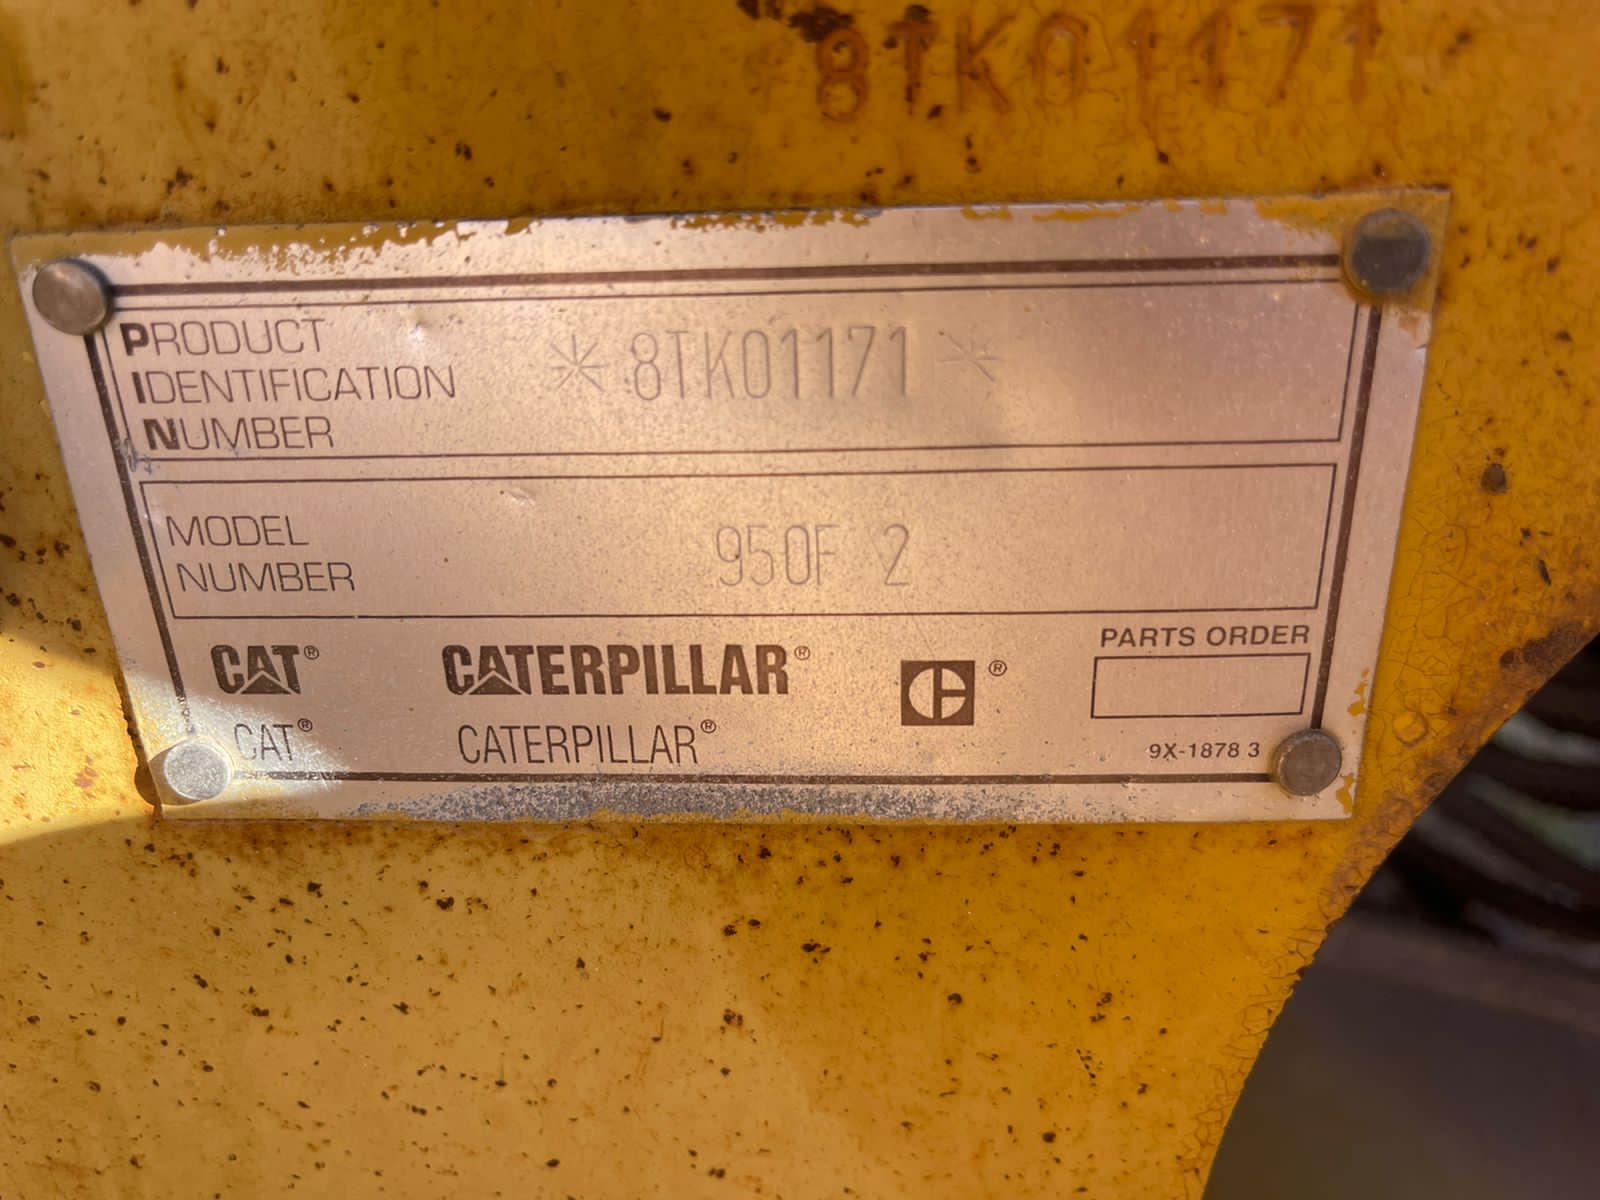 8TK01171
PRODUCT
IDENTIFICATION
NUMBER
*8TK01171*
MODEL
NUMBER
950F 2
PARTS ORDER
CAT® CATERPILLAR® ®
CAT® CATERPILLAR®
9X-1878 3